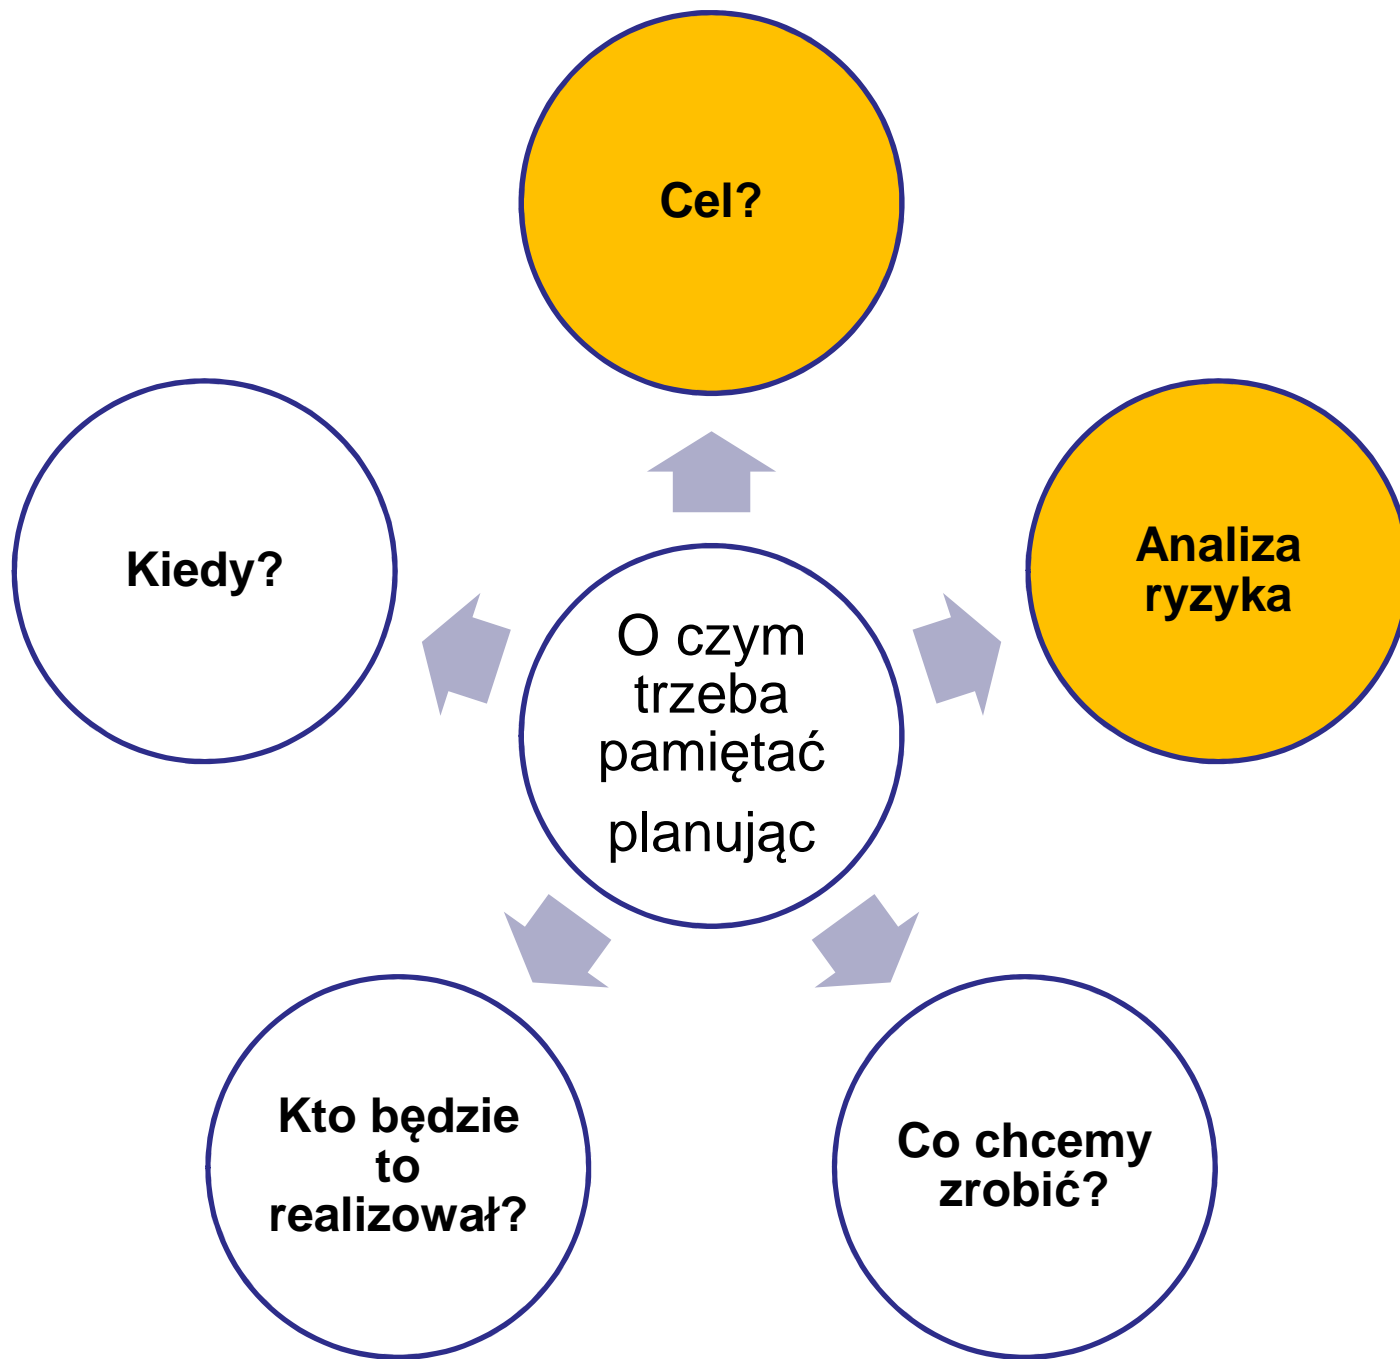 Cel?
Analiza
ryzyka
Kiedy?
O czym
trzeba
pamiętać
planując
Kto będzie
to
realizował?
Co chcemy
zrobić?